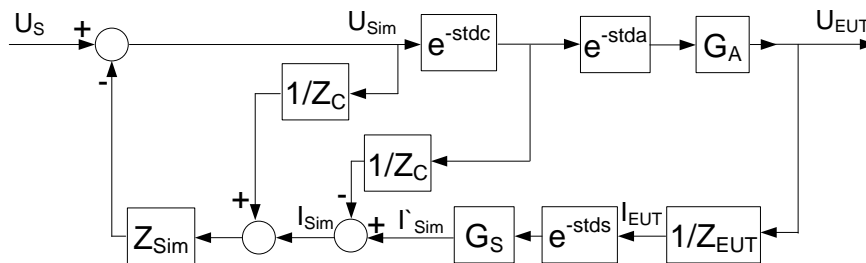 U_S + U_Sim e^-stdc e^-stda G_A U_EUT
-
1/Z_C
1/Z_C
+ -
Z_Sim I_Sim + I`_Sim G_S e^-stds I_EUT 1/Z_EUT